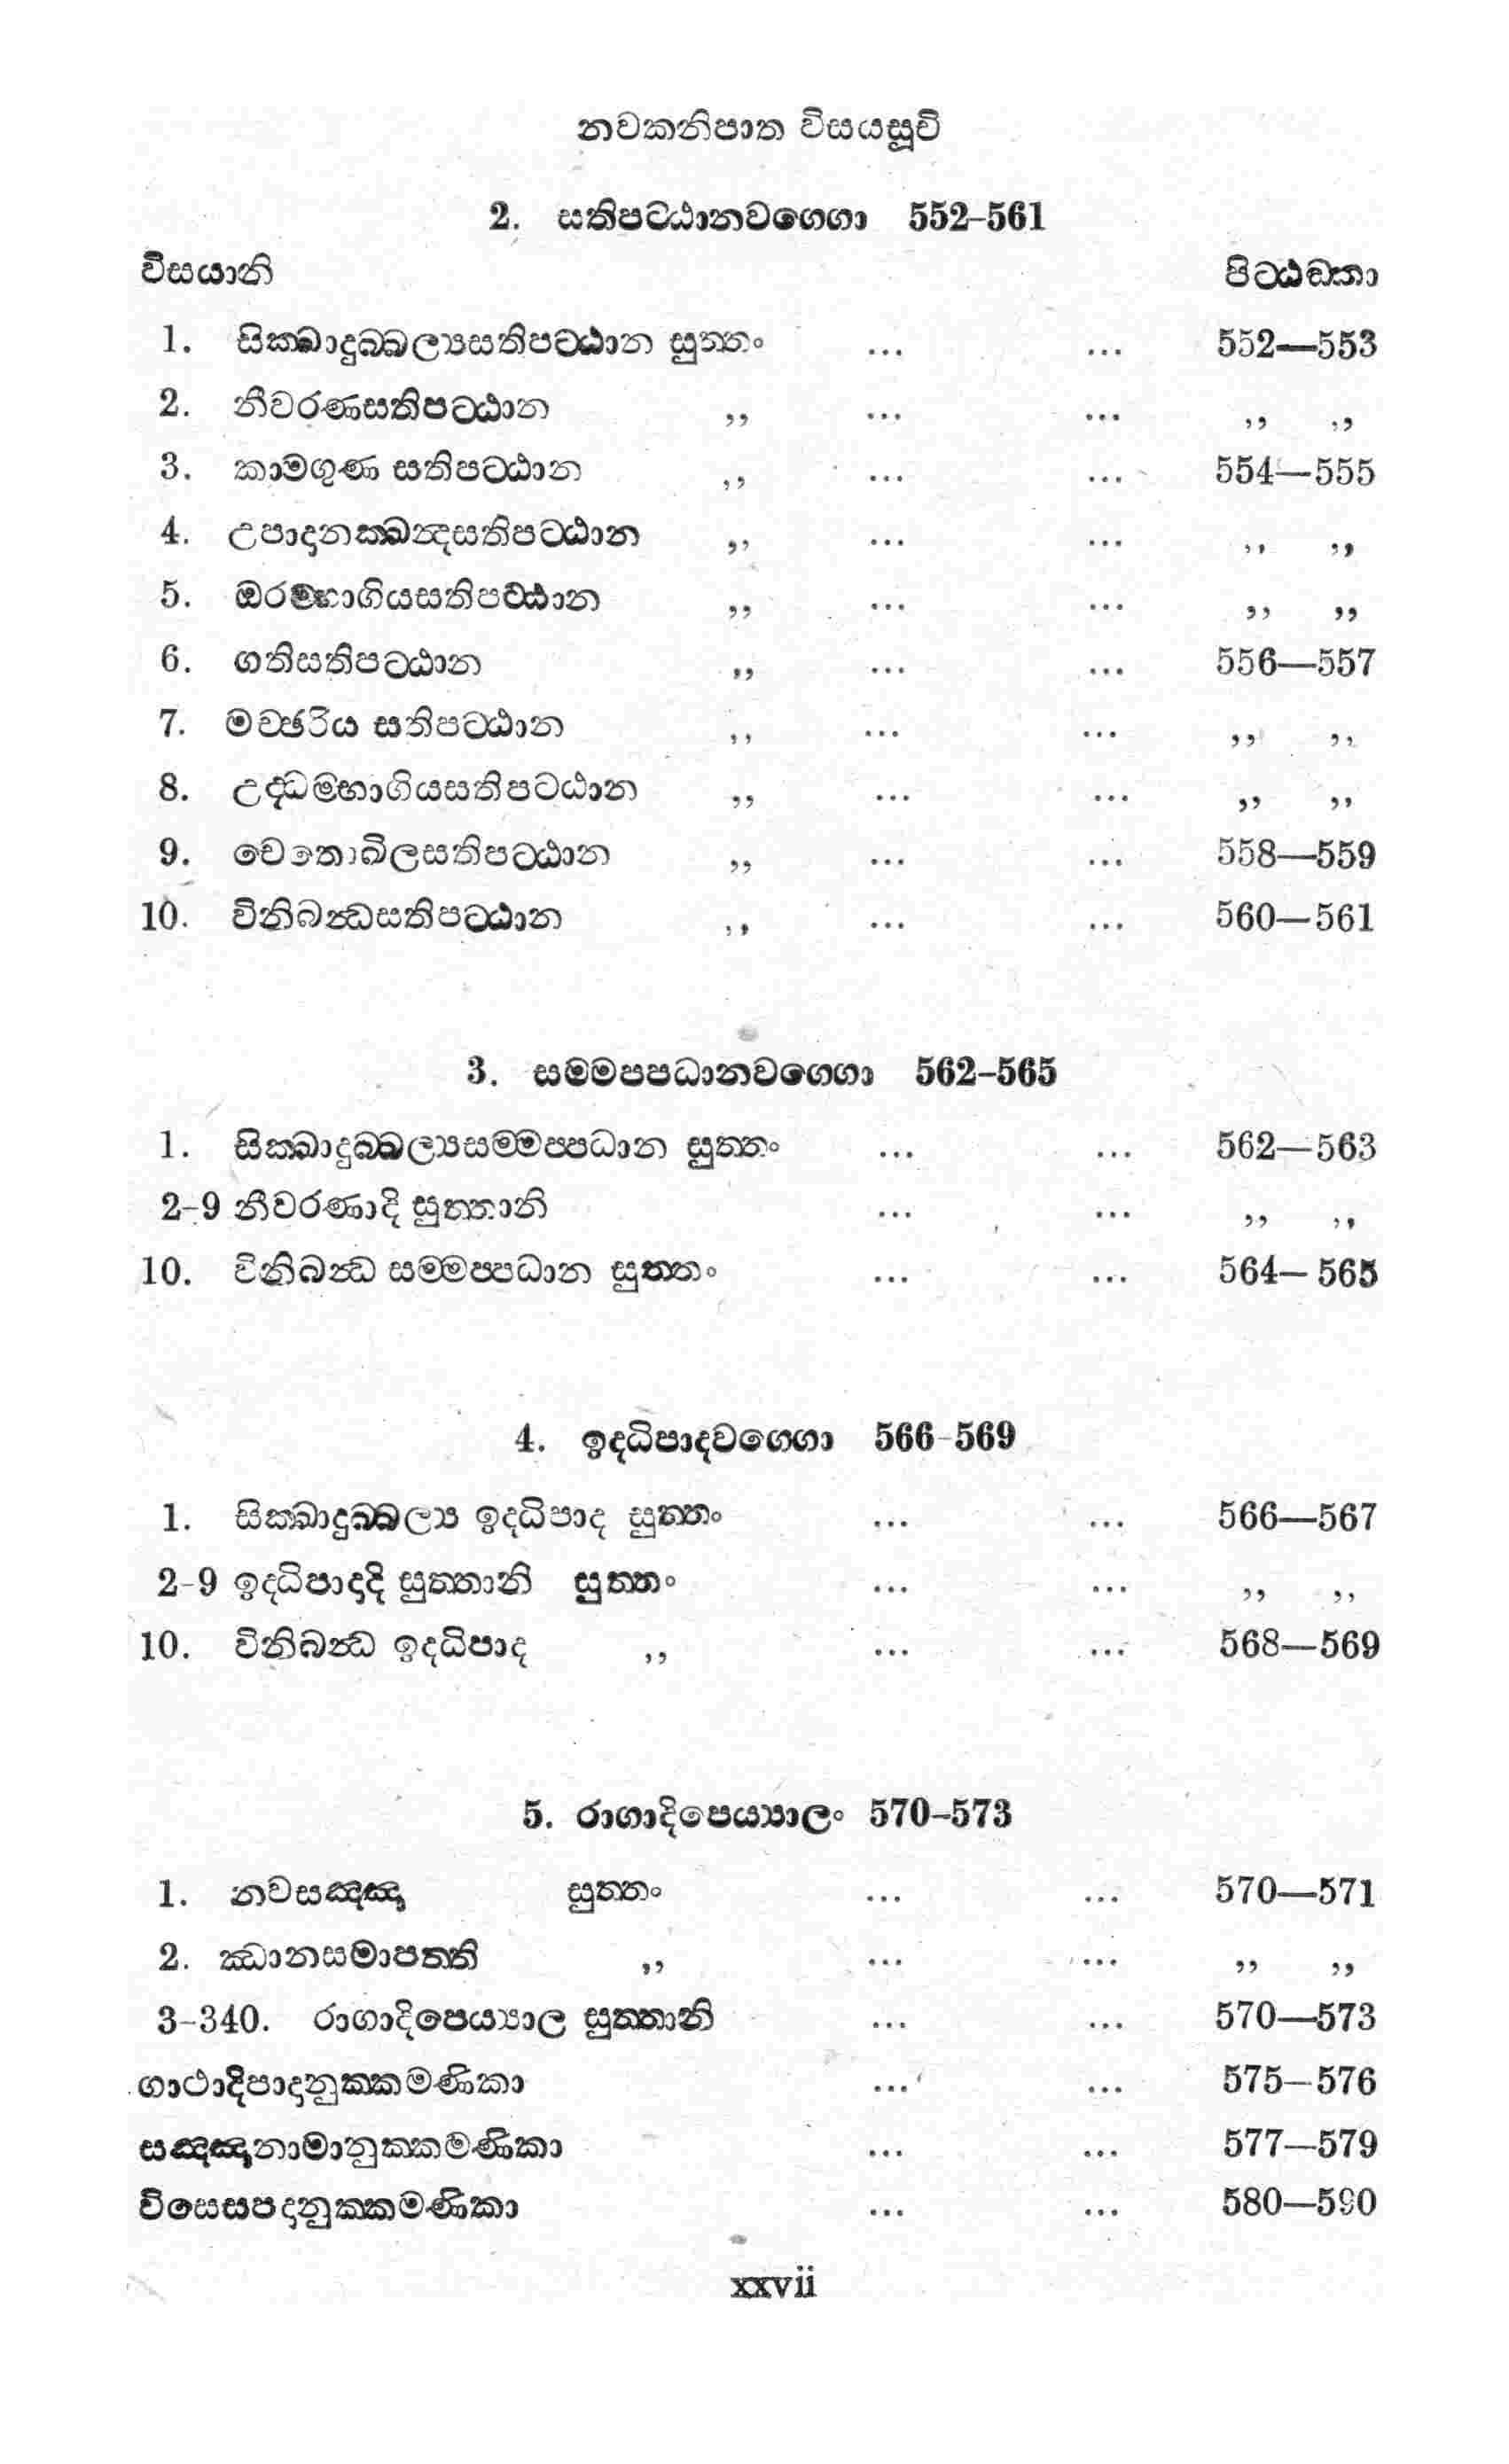 නවකනිපාත විසයසූචි
2. සතිපට්ඨානවග්ගො 552-561
විසයානි පිට්ඨඞ්කා
1. සික්ඛාදුබ්බල්‍යසතිපට්ඨාන සුත්තං ... ... 552—553
2. නීවරණසතිපට්ඨාන ,, ... ... ,, ,,
3. කාමගුණ සතිපට්ඨාන ,, ... ... 554—555
4. උපාදානක්ඛන්ධසතිපට්ඨාන ,, ... ... ,, ,,
5. ඔරම්භාගියසතිපට්ඨාන ,, ... ... ,, ,,
6. ගතිසතිපට්ඨාන ,, ... ... 556—557
7. මච්ඡරිය සතිපට්ඨාන ,, ... ... ,, ,,
8. උද්ධම්භාගියසතිපට්ඨාන ,, ... ... ,, ,,
9. චෙතොඛිලසතිපට්ඨාන ,, ... ... 558—559
10. විනිබන්ධසතිපට්ඨාන ,, ... ... 560—561
3. සම්මප්පධානවග්ගො 562-565
1. සික්ඛාදුබ්බල්‍යසම්මප්පධාන සුත්තං ... ... 562—563
2-9 නීවරණාදි සුත්තානි ... ... ,, ,,
10. විනිබන්ධ සම්මප්පධාන සුත්තං ... ... 564—565
4. ඉද්ධිපාදවග්ගො 566-569
1. සික්ඛාදුබ්බල්‍ය ඉද්ධිපාද සුත්තං ... ... 566—567
2-9 ඉද්ධිපාදාදි සුත්තානි සුත්තං ... ... ,, ,,
10. විනිබන්ධ ඉද්ධිපාද ,, ... ... 568—569
5. රාගාදිපෙය්‍යාලං 570-573
1. නවසඤ්ඤා සුත්තං ... ... 570—571
2. ඣානසමාපත්ති ,, ... ... ,, ,,
3-340. රාගාදිපෙය්‍යාල සුත්තානි ... ... 570—573
ගාථාදිපාදානුක්කමණිකා ... ... 575—576
සඤ්ඤානාමානුක්කමණිකා ... ... 577—579
විසෙසපදානුක්කමණිකා ... ... 580—590
xxvii